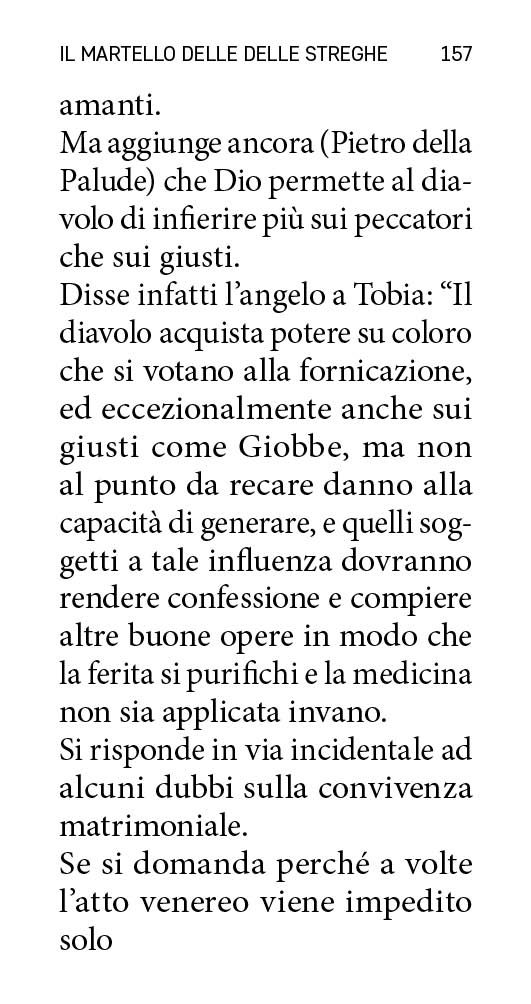 IL MARTELLO DELLE DELLE STREGHE 157
amanti.
Ma aggiunge ancora (Pietro della
Palude) che Dio permette al dia-
volo di infierire più sui peccatori
che sui giusti.
Disse infatti l’angelo a Tobia: “Il
diavolo acquista potere su coloro
che si votano alla fornicazione,
ed eccezionalmente anche sui
giusti come Giobbe, ma non
al punto da recare danno alla
capacità di generare, e quelli sog-
getti a tale influenza dovranno
rendere confessione e compiere
altre buone opere in modo che
la ferita si purifichi e la medicina
non sia applicata invano.
Si risponde in via incidentale ad
alcuni dubbi sulla convivenza
matrimoniale.
Se si domanda perché a volte
l’atto venereo viene impedito
solo